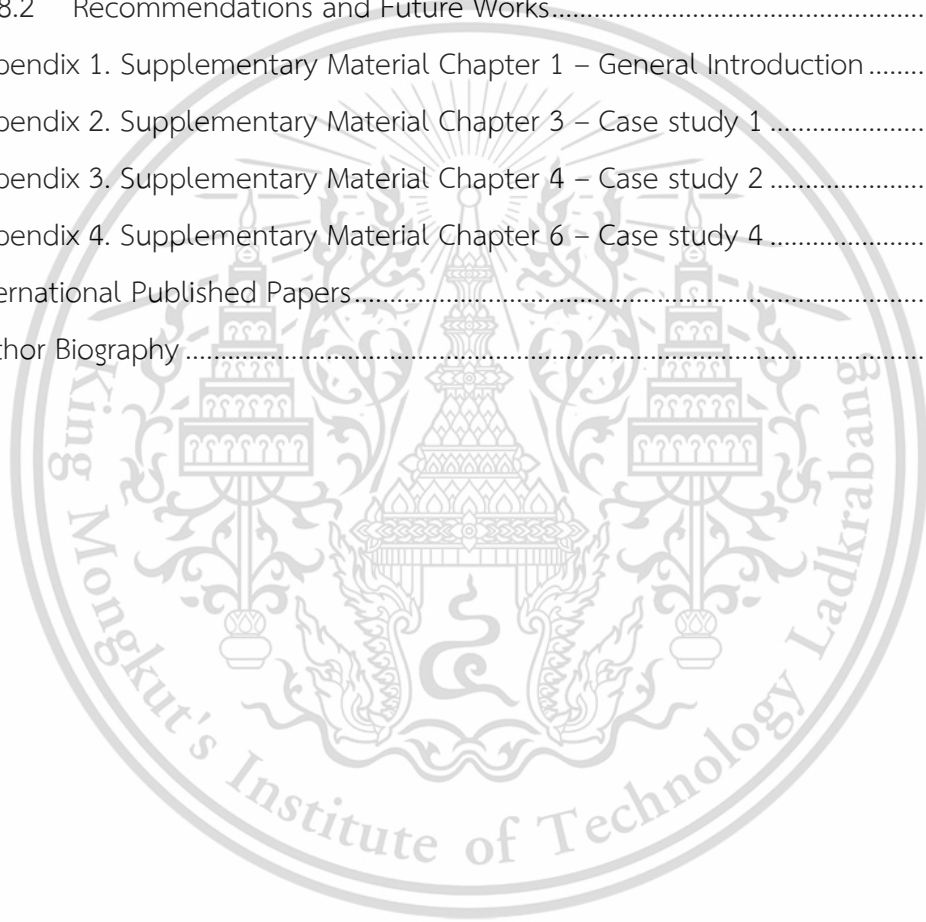 8.2 Recommendations and Future Works
pendix 1. Supplementary Material Chapter 1 – General Introduction
pendix 2. Supplementary Material Chapter 3 – Case study 1
pendix 3. Supplementary Material Chapter 4 – Case study 2
pendix 4. Supplementary Material Chapter 6 – Case study 4
ernational Published Papers
thor Biography
King Mongkut's Institute of Technology Ladkrabang